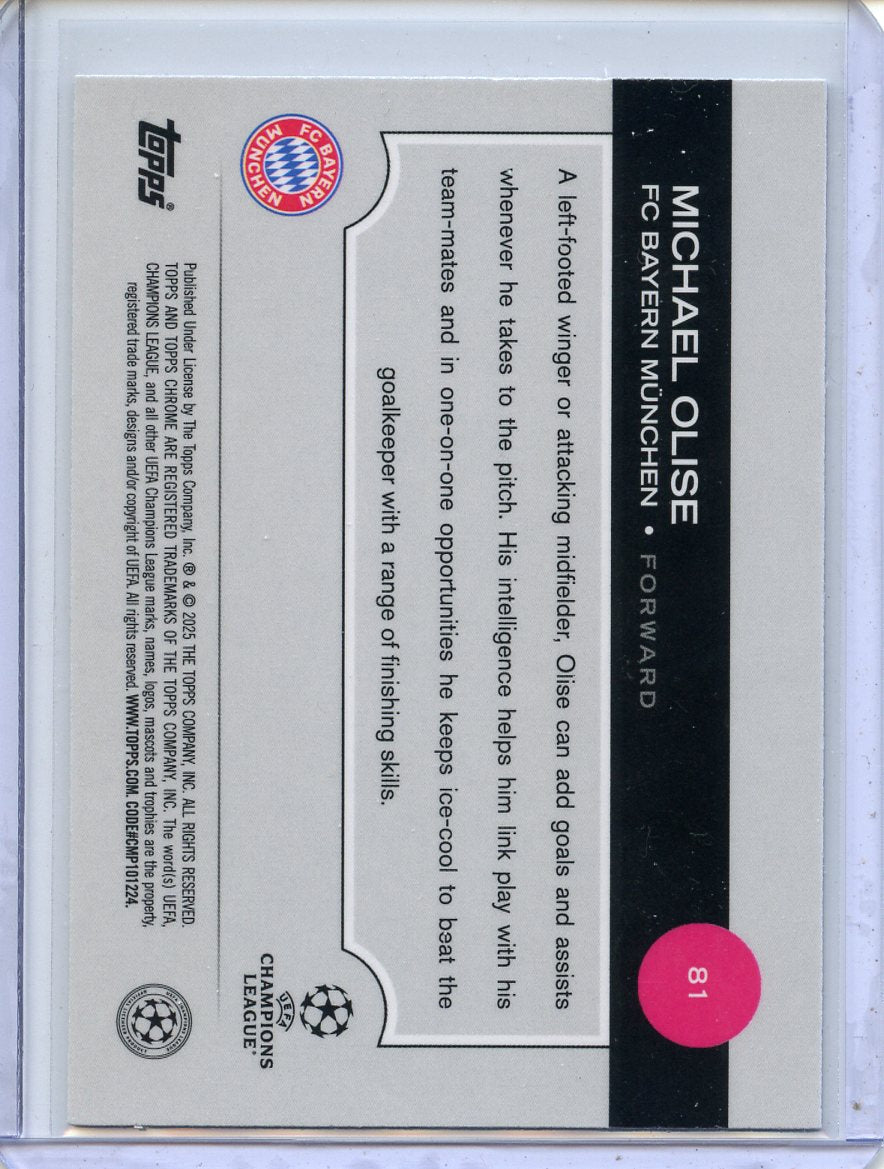 MICHAEL OLISE
FC BAYERN MÜNCHEN • FORWARD
81
A left-footed winger or attacking midfielder, Olise can add goals and assists
whenever he takes to the pitch. His intelligence helps him link play with his
team-mates and in one-on-one opportunities he keeps ice-cool to beat the
goalkeeper with a range of finishing skills.
FC BAYERN
MÜNCHEN
UEFA
CHAMPIONS
LEAGUE®
topps®
Published Under License by The Topps Company, Inc. ® & © 2025 THE TOPPS COMPANY, INC. ALL RIGHTS RESERVED.
TOPPS AND TOPPS CHROME ARE REGISTERED TRADEMARKS OF THE TOPPS COMPANY, INC. The word(s) UEFA,
CHAMPIONS LEAGUE, and all other UEFA Champions League marks, names, logos, mascots and trophies are the property,
registered trade marks, designs and/or copyright of UEFA. All rights reserved. WWW.TOPPS.COM. CODE#CMP101224.